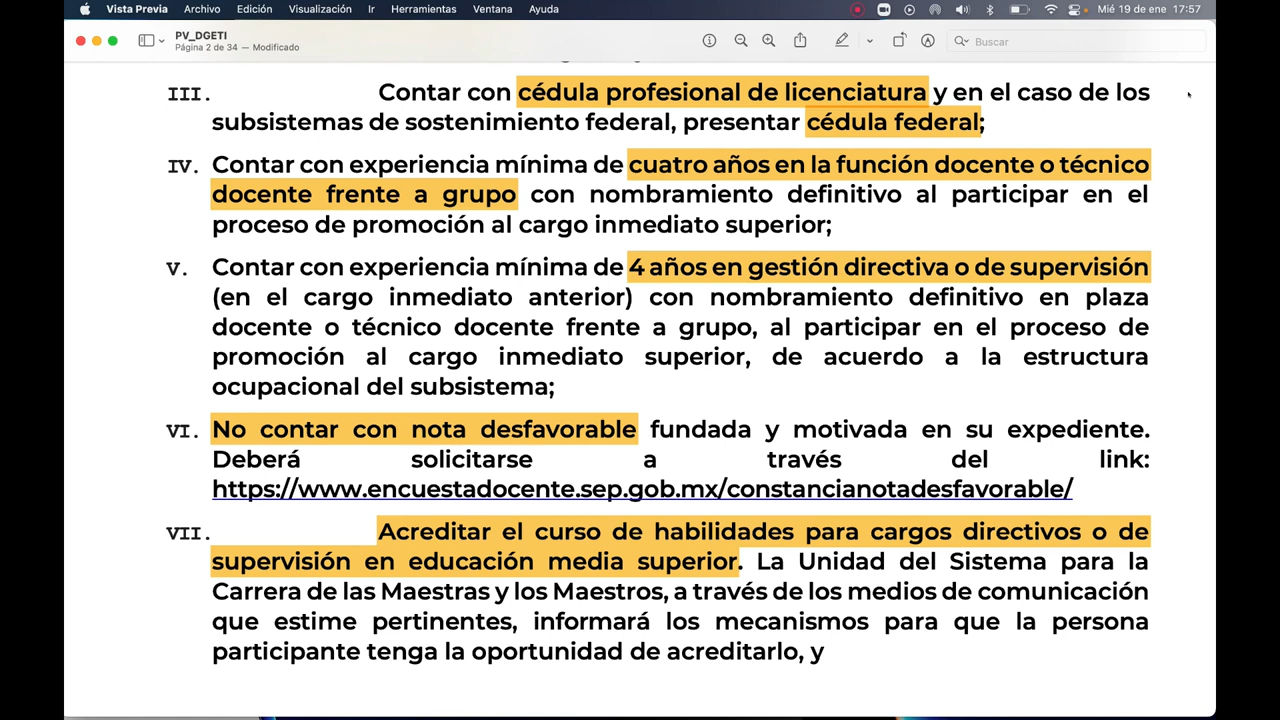 Vista Previa Archivo Edición Visualización Ir Herramientas Ventana Ayuda Mié 19 de ene 17:57
PV_DGETI
Página 2 de 34 — Modificado
Buscar
III. Contar con cédula profesional de licenciatura y en el caso de los
subsistemas de sostenimiento federal, presentar cédula federal;
IV. Contar con experiencia mínima de cuatro años en la función docente o técnico
docente frente a grupo con nombramiento definitivo al participar en el
proceso de promoción al cargo inmediato superior;
V. Contar con experiencia mínima de 4 años en gestión directiva o de supervisión
(en el cargo inmediato anterior) con nombramiento definitivo en plaza
docente o técnico docente frente a grupo, al participar en el proceso de
promoción al cargo inmediato superior, de acuerdo a la estructura
ocupacional del subsistema;
VI. No contar con nota desfavorable fundada y motivada en su expediente.
Deberá solicitarse a través del link:
https://www.encuestadocente.sep.gob.mx/constancianotadesfavorable/
VII. Acreditar el curso de habilidades para cargos directivos o de
supervisión en educación media superior. La Unidad del Sistema para la
Carrera de las Maestras y los Maestros, a través de los medios de comunicación
que estime pertinentes, informará los mecanismos para que la persona
participante tenga la oportunidad de acreditarlo, y